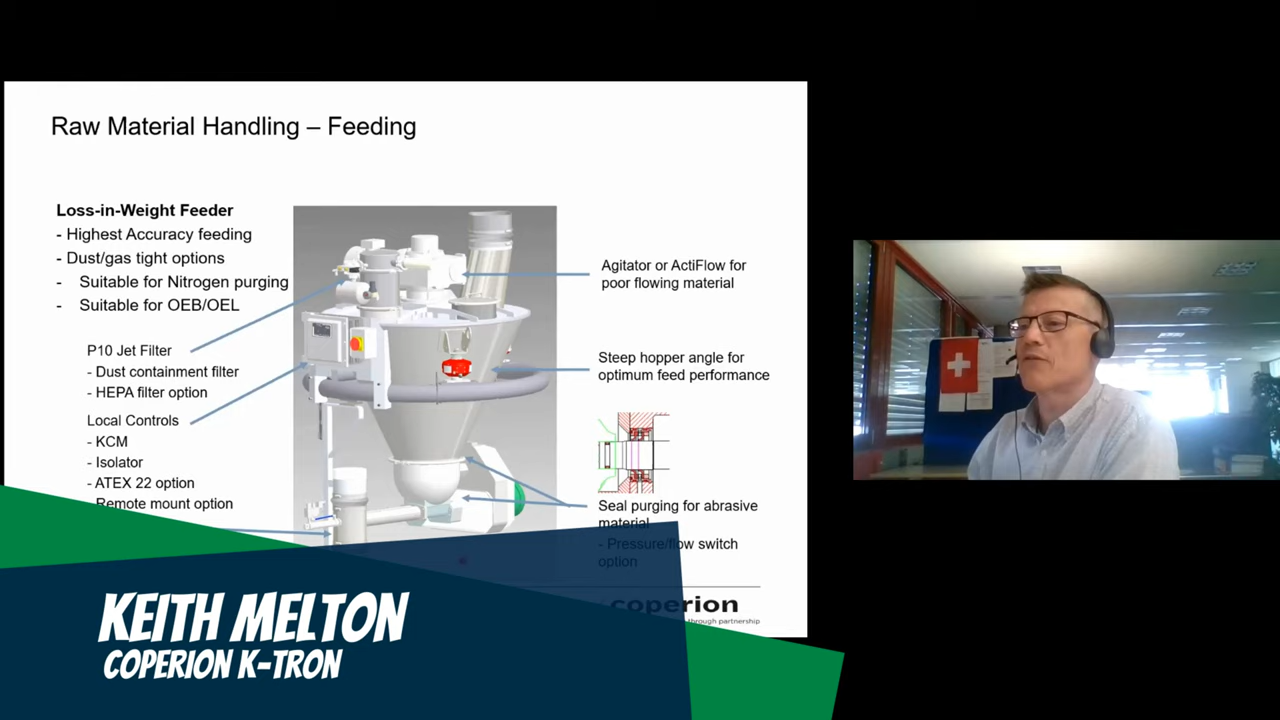 Raw Material Handling – Feeding
Loss-in-Weight Feeder
- Highest Accuracy feeding
- Dust/gas tight options
- Suitable for Nitrogen purging
- Suitable for OEB/OEL
P10 Jet Filter
- Dust containment filter
- HEPA filter option
Local Controls
- KCM
- Isolator
- ATEX 22 option
- Remote mount option
Agitator or ActiFlow for
poor flowing material
Steep hopper angle for
optimum feed performance
Seal purging for abrasive
material
- Pressure/flow switch
option
coperion
through partnership
KEITH MELTON
COPERION K-TRON